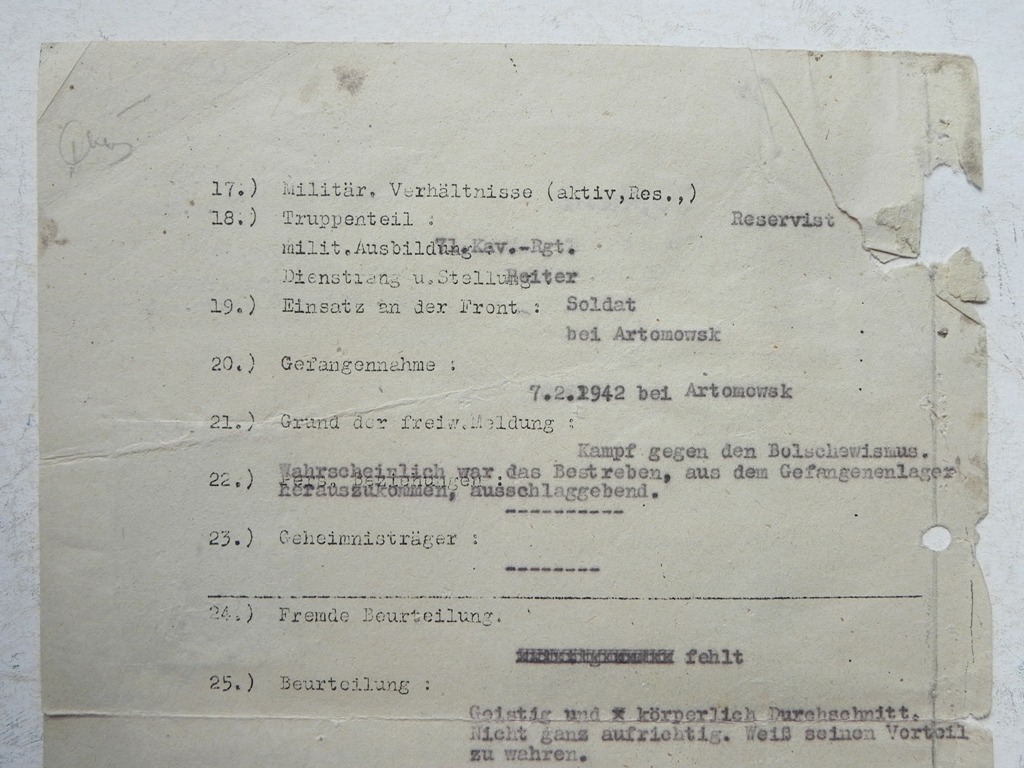 17.) Militär. Verhältnisse (aktiv,Res.,)
Reservist
18.) Truppenteil :
milit.Ausbildung 71.Kav.-Rgt.
Dienstrang u.Stellung Reiter
19.) Einsatz an der Front : Soldat
bei Artomowsk
20.) Gefangennahme :
7.2.1942 bei Artomowsk
21.) Grund der freiw.Meldung :
Kampf gegen den Bolschewismus.
Wahrscheinlich war das Bestreben, aus dem Gefangenenlager
22.) Pers. Beziehungen :
herauszukommen, ausschlaggebend.
----------
23.) Geheimnisträger :
--------
24.) Fremde Beurteilung.
fehlt
25.) Beurteilung :
Geistig und x körperlich Durchschnitt.
Nicht ganz aufrichtig. Weiß seinen Vorteil
zu wahren.